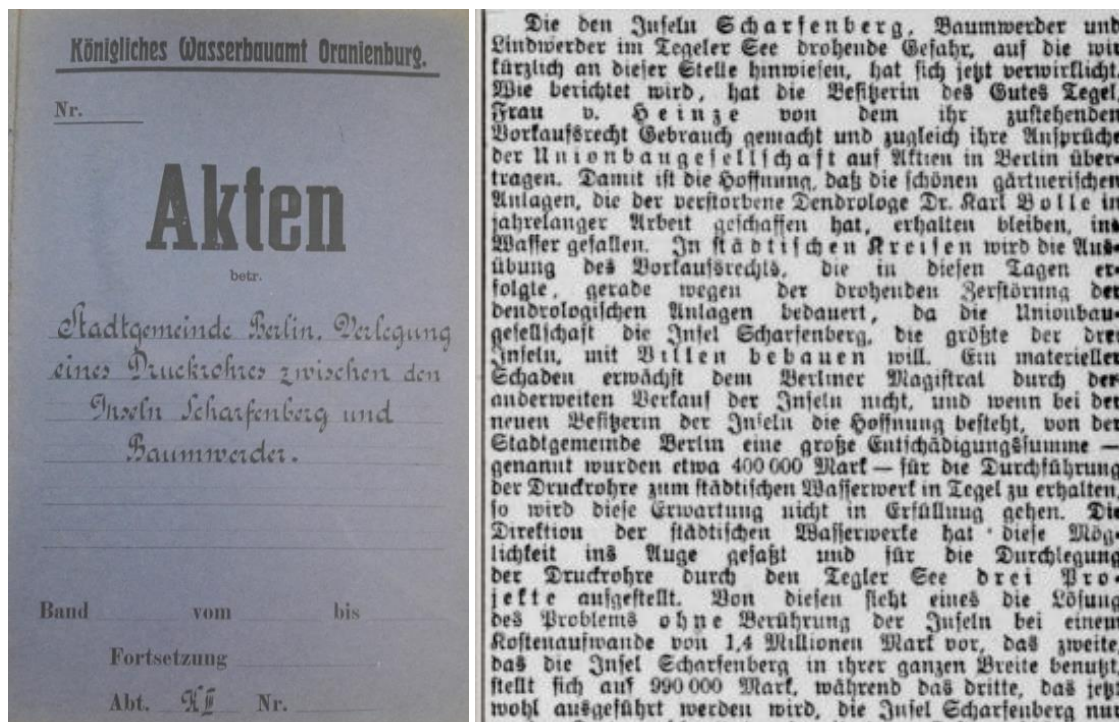 Königliches Wasserbauamt Oranienburg.
Nr.
Akten
betr.
Stadtgemeinde Berlin. Verlegung
eines Druckrohres zwischen den
Inseln Scharfenberg und
Baumwerder.
Band vom bis
Fortsetzung
Abt. K III Nr.
Die den Inseln Scharfenberg, Baumwerder und
Lindwerder im Tegeler See drohende Gefahr, auf die wir
kürzlich an dieser Stelle hinwiesen, hat sich jetzt verwirklicht.
Wie berichtet wird, hat die Besitzerin des Gutes Tegel,
Frau v. Heinze von dem ihr zustehenden
Vorkaufsrecht Gebrauch gemacht und zugleich ihre Ansprüche
der Unionbaugesellschaft auf Aktien in Berlin über-
tragen. Damit ist die Hoffnung, daß die schönen gärtnerischen
Anlagen, die der verstorbene Dendrologe Dr. Karl Bolle in
jahrelanger Arbeit geschaffen hat, erhalten bleiben, ins
Wasser gefallen. In städtischen Kreisen wird die Aus-
übung des Vorkaufsrechts, die in diesen Tagen er-
folgte, gerade wegen der drohenden Zerstörung der
dendrologischen Anlagen bedauert, da die Unionbau-
gesellschaft die Insel Scharfenberg, die größte der drei
Inseln, mit Villen bebauen will. Ein materieller
Schaden erwächst dem Berliner Magistrat durch den
anderweiten Verkauf der Inseln nicht, und wenn bei der
neuen Besitzerin der Inseln die Hoffnung besteht, von der
Stadtgemeinde Berlin eine große Entschädigungssumme —
genannt wurden etwa 400 000 Mark — für die Durchführung
der Druckrohre zum städtischen Wasserwerk in Tegel zu erhalten,
so wird diese Erwartung nicht in Erfüllung gehen. Die
Direktion der städtischen Wasserwerke hat diese Mög-
lichkeit ins Auge gefaßt und für die Durchlegung
der Druckrohre durch den Tegler See drei Pro-
jekte aufgestellt. Von diesen sieht eines die Lösung
des Problems ohne Berührung der Inseln bei einem
Kostenaufwande von 1,4 Millionen Mark vor, das zweite,
das die Insel Scharfenberg in ihrer ganzen Breite benutzt,
stellt sich auf 990 000 Mark, während das dritte, das jetzt
wohl ausgeführt werden wird, die Insel Scharfenberg nur